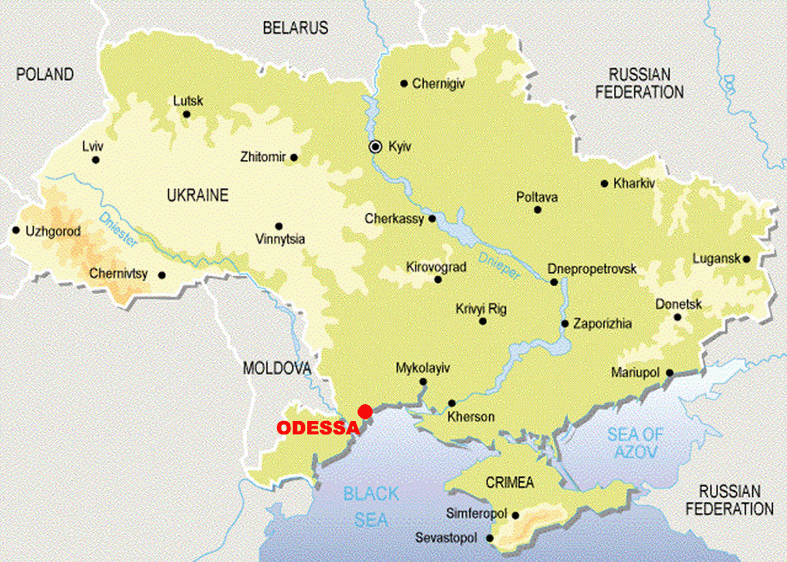 BELARUS
POLAND
RUSSIAN
FEDERATION
Don
Chernigiv
Lutsk
Lviv
Zhitomir
Kyiv
Kharkiv
UKRAINE
Poltava
Dniester
Cherkassy
Uzhgorod
Vinnytsia
Dnieper
Lugansk
Chernivtsy
Kirovograd
Dnepropetrovsk
Krivyi Rig
Donetsk
Zaporizhia
MOLDOVA
Mykolayiv
Mariupol
Kherson
ODESSA
SEA OF
AZOV
BLACK
SEA
CRIMEA
RUSSIAN
FEDERATION
Simferopol
Sevastopol